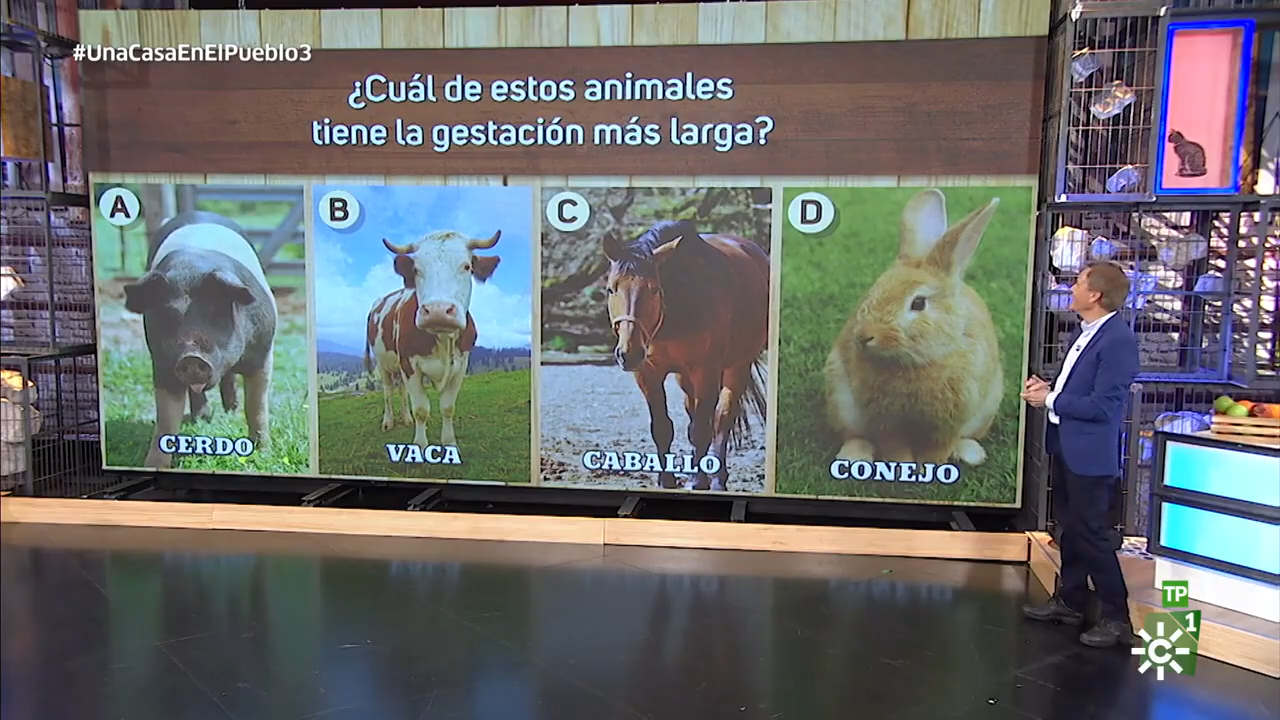 #UnaCasaEnElPueblo3
¿Cuál de estos animales
tiene la gestación más larga?
A
B
C
D
CERDO
VACA
CABALLO
CONEJO
TP
1
C